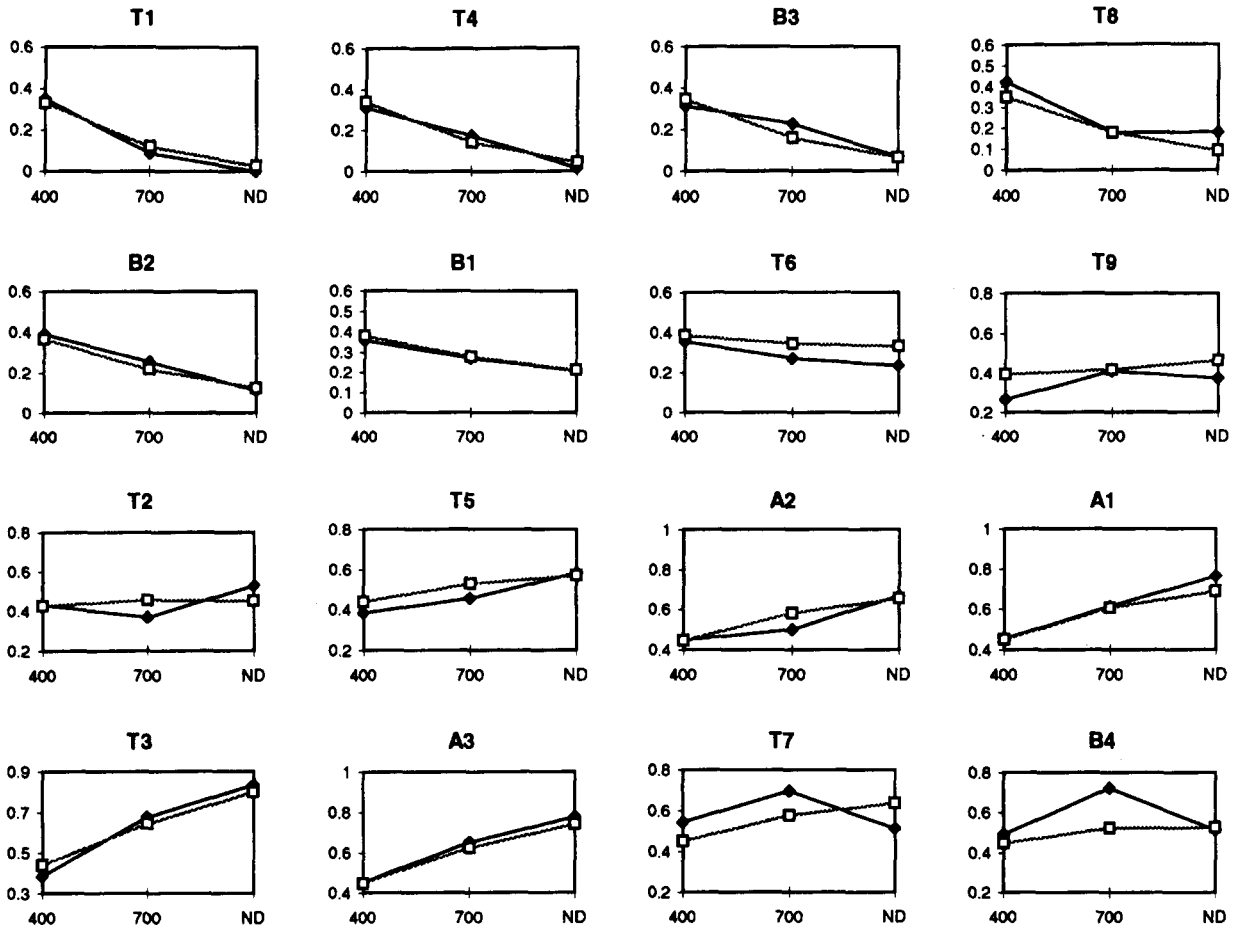 T1 T4 B3 T8
0.6 0.6 0.6 0.6
0.5
0.4 0.4 0.4 0.4
0.3
0.2 0.2 0.2 0.2
0.1
0 0 0 0
400 700 ND 400 700 ND 400 700 ND 400 700 ND
B2 B1 T6 T9
0.6 0.6 0.6 0.8
0.5
0.4 0.4 0.4 0.6
0.3
0.2 0.2 0.2 0.4
0.1
0 0 0 0.2
400 700 ND 400 700 ND 400 700 ND 400 700 ND
T2 T5 A2 A1
0.8 0.8 1 1
0.6 0.6 0.8 0.8
0.4 0.4 0.6 0.6
0.2 0.2 0.4 0.4
400 700 ND 400 700 ND 400 700 ND 400 700 ND
T3 A3 T7 B4
0.9 1 0.8 0.8
0.7 0.8 0.6 0.6
0.5 0.6 0.4 0.4
0.3 0.4 0.2 0.2
400 700 ND 400 700 ND 400 700 ND 400 700 ND